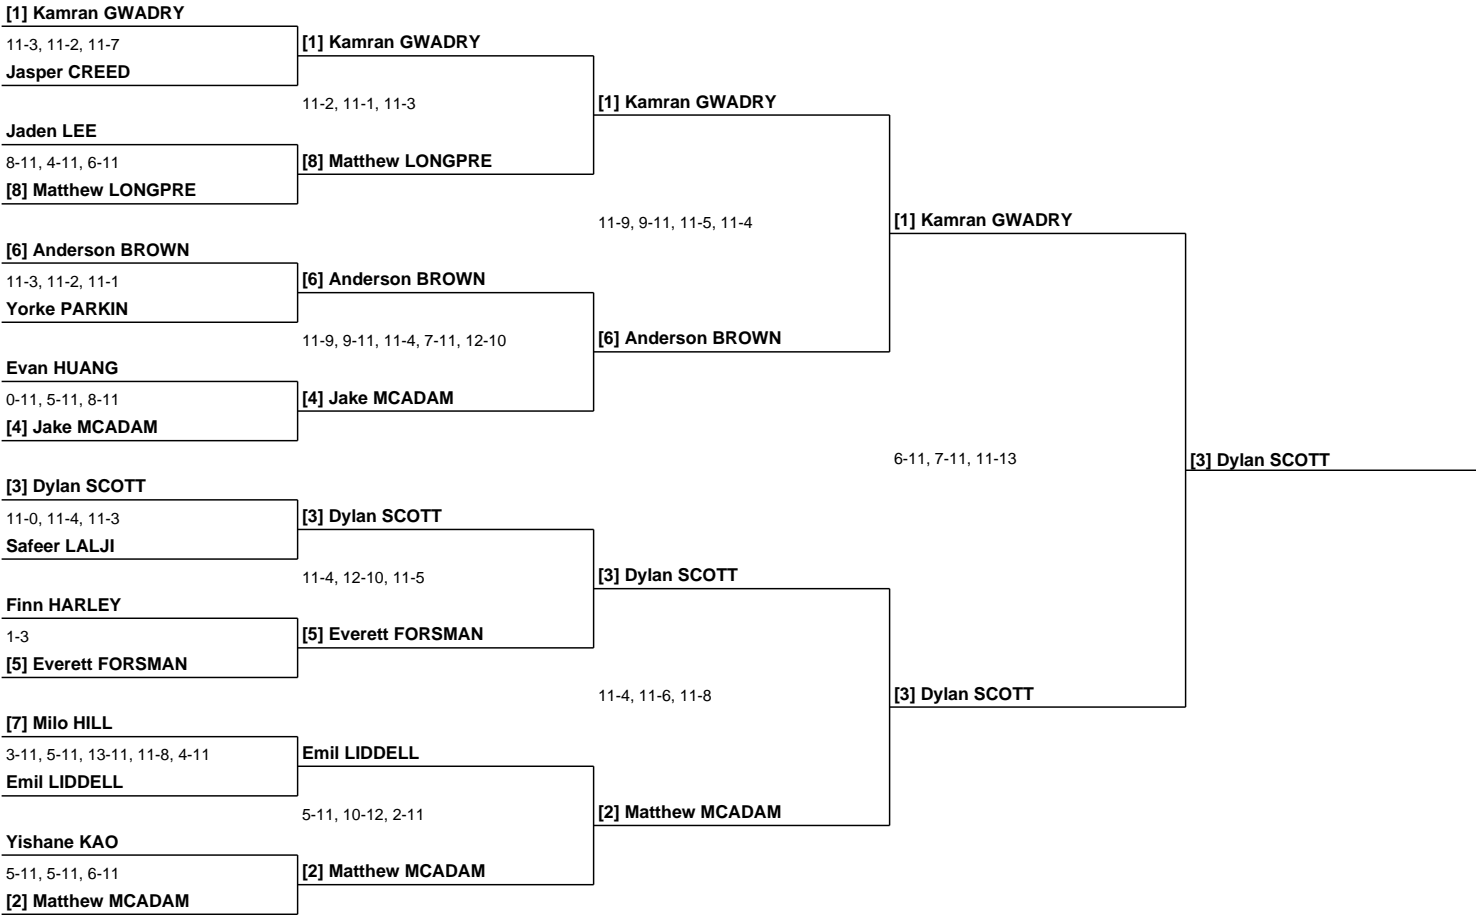 [1] Kamran GWADRY
11-3, 11-2, 11-7
Jasper CREED
Jaden LEE
8-11, 4-11, 6-11
[8] Matthew LONGPRE
[6] Anderson BROWN
11-3, 11-2, 11-1
Yorke PARKIN
Evan HUANG
0-11, 5-11, 8-11
[4] Jake MCADAM
[3] Dylan SCOTT
11-0, 11-4, 11-3
Safeer LALJI
Finn HARLEY
1-3
[5] Everett FORSMAN
[7] Milo HILL
3-11, 5-11, 13-11, 11-8, 4-11
Emil LIDDELL
Yishane KAO
5-11, 5-11, 6-11
[2] Matthew MCADAM
[1] Kamran GWADRY
11-2, 11-1, 11-3
[8] Matthew LONGPRE
[6] Anderson BROWN
11-9, 9-11, 11-4, 7-11, 12-10
[4] Jake MCADAM
[3] Dylan SCOTT
11-4, 12-10, 11-5
[5] Everett FORSMAN
Emil LIDDELL
5-11, 10-12, 2-11
[2] Matthew MCADAM
[1] Kamran GWADRY
11-9, 9-11, 11-5, 11-4
[6] Anderson BROWN
[3] Dylan SCOTT
11-4, 11-6, 11-8
[2] Matthew MCADAM
[1] Kamran GWADRY
6-11, 7-11, 11-13
[3] Dylan SCOTT
[3] Dylan SCOTT